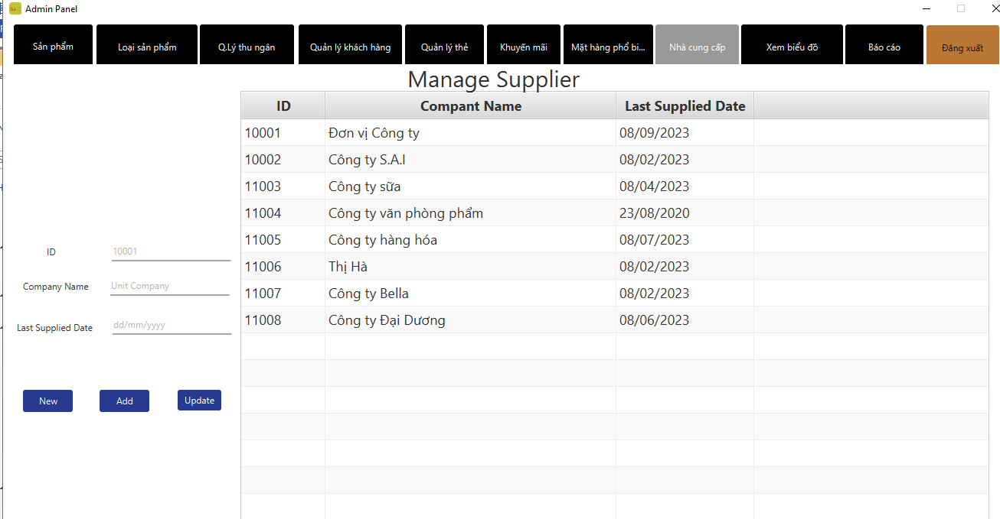 Admin Panel
Sản phẩm Loại sản phẩm Q.Lý thu ngân Quản lý khách hàng Quản lý thẻ Khuyến mãi Mặt hàng phổ bi... Nhà cung cấp Xem biểu đồ Báo cáo Đăng xuất
Manage Supplier
ID Compant Name Last Supplied Date
10001 Đơn vị Công ty 08/09/2023
10002 Công ty S.A.I 08/02/2023
11003 Công ty sữa 08/04/2023
11004 Công ty văn phòng phẩm 23/08/2020
11005 Công ty hàng hóa 08/07/2023
11006 Thị Hà 08/02/2023
11007 Công ty Bella 08/02/2023
11008 Công ty Đại Dương 08/06/2023
ID 10001
Company Name Unit Company
Last Supplied Date dd/mm/yyyy
New Add Update